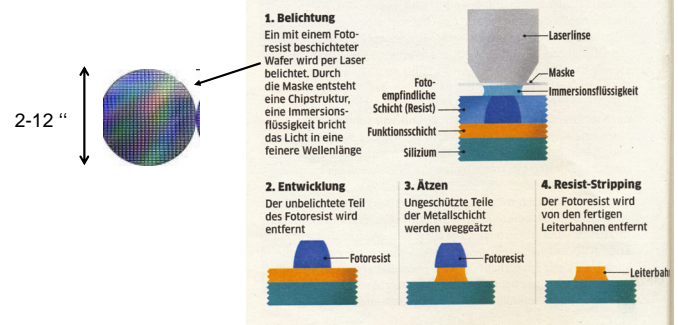 2-12 “
1. Belichtung
Ein mit einem Foto-
resist beschichteter
Wafer wird per Laser
belichtet. Durch
die Maske entsteht
eine Chipstruktur,
eine Immersions-
flüssigkeit bricht
das Licht in eine
feinere Wellenlänge
Laserlinse
Maske
Immersionsflüssigkeit
Foto-
empfindliche
Schicht (Resist)
Funktionsschicht
Silizium
2. Entwicklung
Der unbelichtete Teil
des Fotoresist wird
entfernt
Fotoresist
3. Ätzen
Ungeschützte Teile
der Metallschicht
werden weggeätzt
Fotoresist
4. Resist-Stripping
Der Fotoresist wird
von den fertigen
Leiterbahnen entfernt
Leiterbah